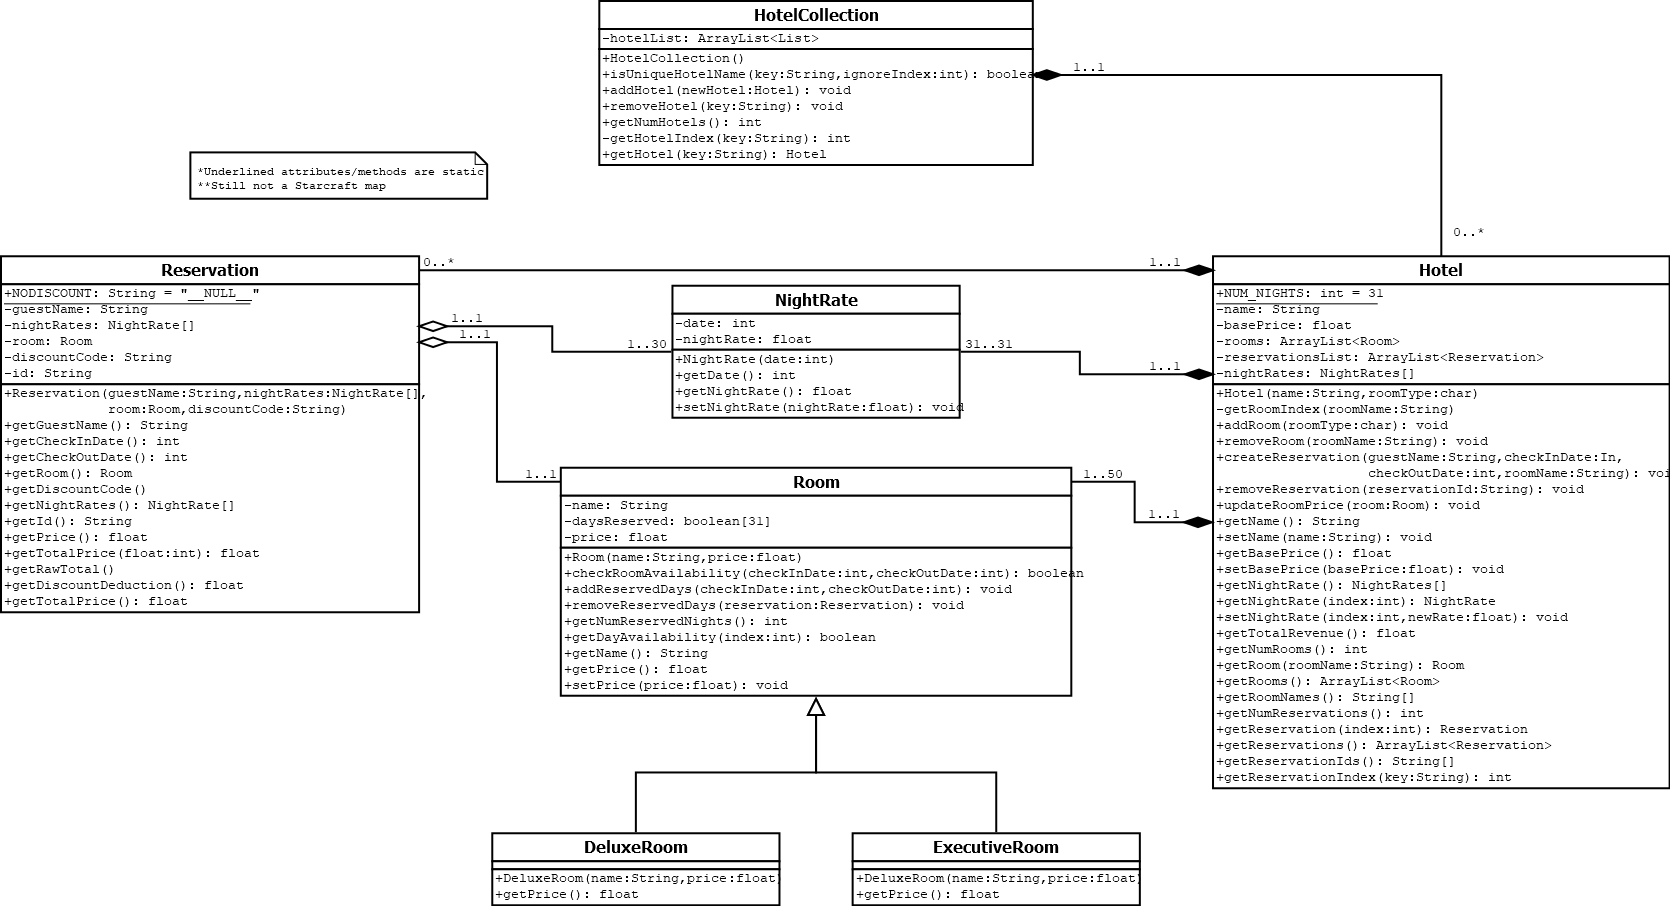 HotelCollection
-hotelList: ArrayList<List>
+HotelCollection()
+isUniqueHotelName(key:String,ignoreIndex:int): boolean
+addHotel(newHotel:Hotel): void
+removeHotel(key:String): void
+getNumHotels(): int
-getHotelIndex(key:String): int
+getHotel(key:String): Hotel
1..1
0..*
*Underlined attributes/methods are static
**Still not a Starcraft map
Reservation
+NODISCOUNT: String = "__NULL__"
-guestName: String
-nightRates: NightRate[]
-room: Room
-discountCode: String
-id: String
+Reservation(guestName:String,nightRates:NightRate[],
room:Room,discountCode:String)
+getGuestName(): String
+getCheckInDate(): int
+getCheckOutDate(): int
+getRoom(): Room
+getDiscountCode()
+getNightRates(): NightRate[]
+getId(): String
+getPrice(): float
+getTotalPrice(float:int): float
+getRawTotal()
+getDiscountDeduction(): float
+getTotalPrice(): float
0..*
1..1
1..1
1..30
1..1
1..1
NightRate
-date: int
-nightRate: float
+NightRate(date:int)
+getDate(): int
+getNightRate(): float
+setNightRate(nightRate:float): void
31..31
1..1
Room
-name: String
-daysReserved: boolean[31]
-price: float
+Room(name:String,price:float)
+checkRoomAvailability(checkInDate:int,checkOutDate:int): boolean
+addReservedDays(checkInDate:int,checkOutDate:int): void
+removeReservedDays(reservation:Reservation): void
+getNumReservedNights(): int
+getDayAvailability(index:int): boolean
+getName(): String
+getPrice(): float
+setPrice(price:float): void
1..50
1..1
Hotel
+NUM_NIGHTS: int = 31
-name: String
-basePrice: float
-rooms: ArrayList<Room>
-reservationsList: ArrayList<Reservation>
-nightRates: NightRates[]
+Hotel(name:String,roomType:char)
-getRoomIndex(roomName:String)
+addRoom(roomType:char): void
+removeRoom(roomName:String): void
+createReservation(guestName:String,checkInDate:In,
checkOutDate:int,roomName:String): voi
+removeReservation(reservationId:String): void
+updateRoomPrice(room:Room): void
+getName(): String
+setName(name:String): void
+getBasePrice(): float
+setBasePrice(basePrice:float): void
+getNightRate(): NightRates[]
+getNightRate(index:int): NightRate
+setNightRate(index:int,newRate:float): void
+getTotalRevenue(): float
+getNumRooms(): int
+getRoom(roomName:String): Room
+getRooms(): ArrayList<Room>
+getRoomNames(): String[]
+getNumReservations(): int
+getReservation(index:int): Reservation
+getReservations(): ArrayList<Reservation>
+getReservationIds(): String[]
+getReservationIndex(key:String): int
DeluxeRoom
+DeluxeRoom(name:String,price:float)
+getPrice(): float
ExecutiveRoom
+DeluxeRoom(name:String,price:float)
+getPrice(): float